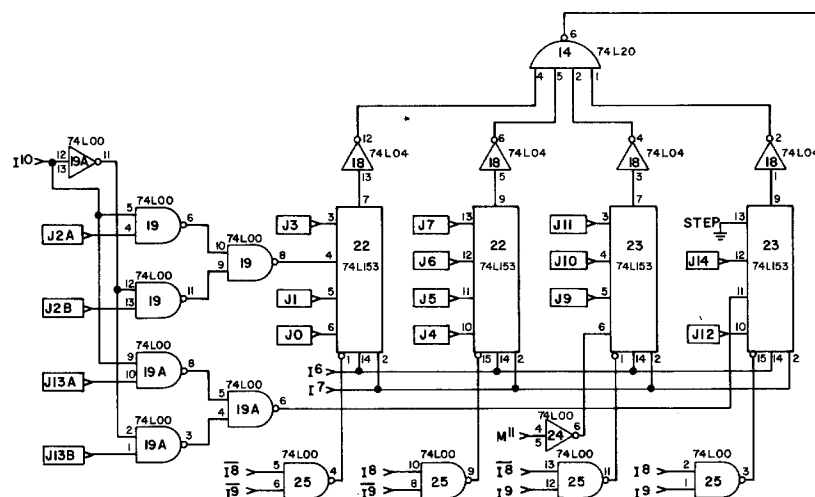 6
14
74L20
4 5 2 1
12 6 4 2
18 74L04 18 74L04 18 74L04 18 74L04
13 5 3 1
74L00
I10 12 13 19A 11
74L00
5 4 19 6
J2A
74L00
10 9 19 8
74L00
12 13 19 11
J2B
74L00
9 10 19A 8
J13A
74L00
5 4 19A 6
74L00
2 1 19A 3
J13B
7 9 7 9
J3 3 J7 13 J11 3 STEP 13
22 22 23 23
4 J6 12 J10 4 J14 12
74L153 74L153 74L153 74L153
J1 5 J5 11 J9 5 11
J0 6 J4 10 6 J12 10
1 14 2 15 14 2 1 14 2 15 14 2
I6
I7
74L00
M11 4 5 24 6
74L00 74L00 74L00 74L00
I8 5 25 4 I8 10 25 9 I8 13 25 11 I8 2 25 3
I9 6 I9 8 I9 12 I9 1